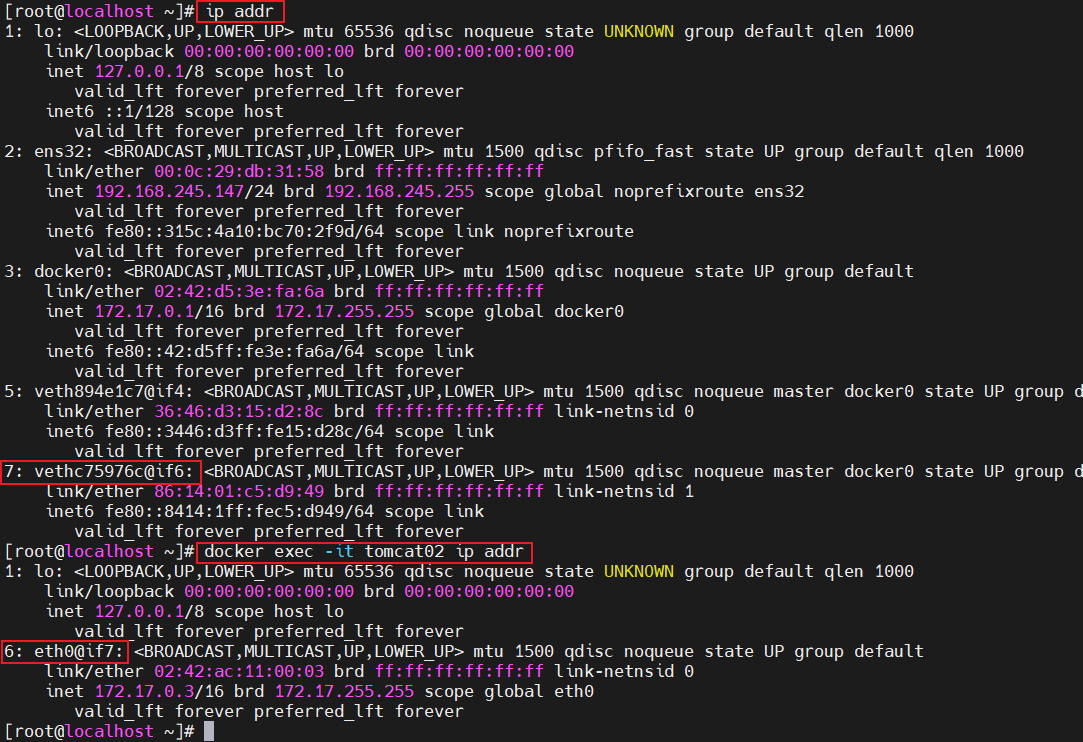 [root@localhost ~]# ip addr
1: lo: <LOOPBACK,UP,LOWER_UP> mtu 65536 qdisc noqueue state UNKNOWN group default qlen 1000
    link/loopback 00:00:00:00:00:00 brd 00:00:00:00:00:00
    inet 127.0.0.1/8 scope host lo
       valid_lft forever preferred_lft forever
    inet6 ::1/128 scope host
       valid_lft forever preferred_lft forever
2: ens32: <BROADCAST,MULTICAST,UP,LOWER_UP> mtu 1500 qdisc pfifo_fast state UP group default qlen 1000
    link/ether 00:0c:29:db:31:58 brd ff:ff:ff:ff:ff:ff
    inet 192.168.245.147/24 brd 192.168.245.255 scope global noprefixroute ens32
       valid_lft forever preferred_lft forever
    inet6 fe80::315c:4a10:bc70:2f9d/64 scope link noprefixroute
       valid_lft forever preferred_lft forever
3: docker0: <BROADCAST,MULTICAST,UP,LOWER_UP> mtu 1500 qdisc noqueue state UP group default
    link/ether 02:42:d5:3e:fa:6a brd ff:ff:ff:ff:ff:ff
    inet 172.17.0.1/16 brd 172.17.255.255 scope global docker0
       valid_lft forever preferred_lft forever
    inet6 fe80::42:d5ff:fe3e:fa6a/64 scope link
       valid_lft forever preferred_lft forever
5: veth894e1c7@if4: <BROADCAST,MULTICAST,UP,LOWER_UP> mtu 1500 qdisc noqueue master docker0 state UP group d
    link/ether 36:46:d3:15:d2:8c brd ff:ff:ff:ff:ff:ff link-netnsid 0
    inet6 fe80::3446:d3ff:fe15:d28c/64 scope link
       valid_lft forever preferred_lft forever
7: vethc75976c@if6: <BROADCAST,MULTICAST,UP,LOWER_UP> mtu 1500 qdisc noqueue master docker0 state UP group d
    link/ether 86:14:01:c5:d9:49 brd ff:ff:ff:ff:ff:ff link-netnsid 1
    inet6 fe80::8414:1ff:fec5:d949/64 scope link
       valid_lft forever preferred_lft forever
[root@localhost ~]# docker exec -it tomcat02 ip addr
1: lo: <LOOPBACK,UP,LOWER_UP> mtu 65536 qdisc noqueue state UNKNOWN group default qlen 1000
    link/loopback 00:00:00:00:00:00 brd 00:00:00:00:00:00
    inet 127.0.0.1/8 scope host lo
       valid_lft forever preferred_lft forever
6: eth0@if7: <BROADCAST,MULTICAST,UP,LOWER_UP> mtu 1500 qdisc noqueue state UP group default
    link/ether 02:42:ac:11:00:03 brd ff:ff:ff:ff:ff:ff link-netnsid 0
    inet 172.17.0.3/16 brd 172.17.255.255 scope global eth0
       valid_lft forever preferred_lft forever
[root@localhost ~]#